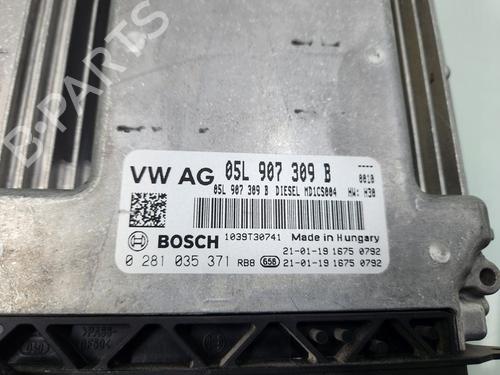 B-PARTS
VW AG 05L 907 309 B ----
0010
05L 907 309 B DIESEL MD1CS004 HW: H30
BOSCH 1039T30741 Made in Hungary
21-01-19 1675 0792
0 281 035 371 RB8 656 21-01-19 1675 0792